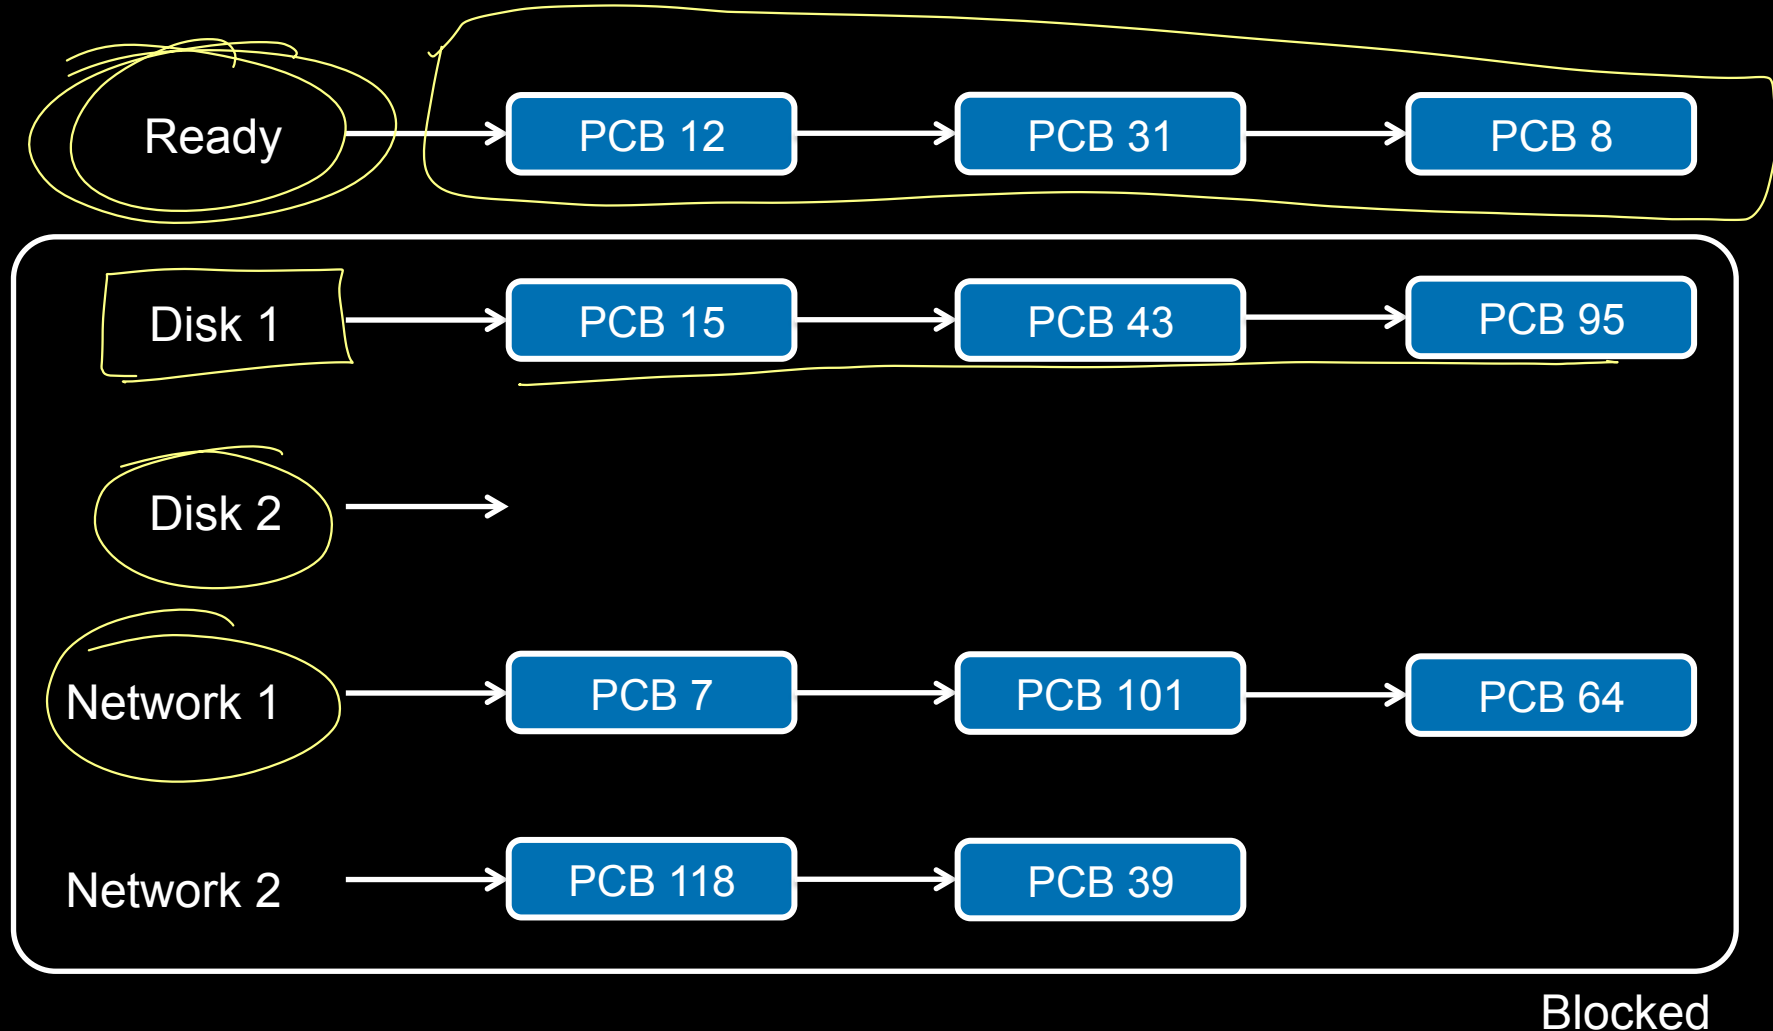 Ready PCB 12 PCB 31 PCB 8
Disk 1 PCB 15 PCB 43 PCB 95
Disk 2
Network 1 PCB 7 PCB 101 PCB 64
Network 2 PCB 118 PCB 39
Blocked